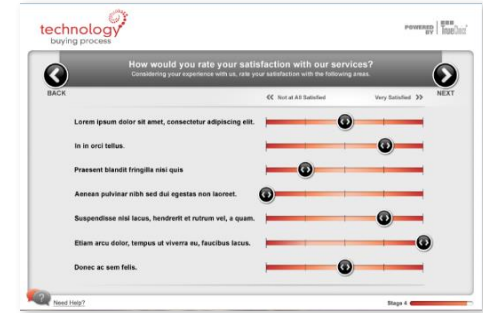 technology
buying process
POWERED
BY
How would you rate your satisfaction with our services?
Considering your experience with us, rate your satisfaction with the following areas.
BACK
NEXT
Not at All Satisfied
Very Satisfied
Lorem ipsum dolor sit amet, consectetur adipiscing elit.
In in orci tellus.
Praesent blandit fringilla nisi quis
Aenean pulvinar nibh sed dui egestas non laoreet.
Suspendisse nisl lacus, hendrerit et rutrum vel, a quam.
Etiam arcu dolor, tempus ut viverra eu, faucibus lacus.
Donec ac sem felis.
Need Help?
Stage 4